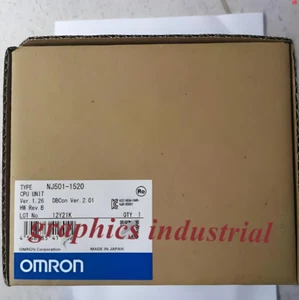 TYPE NJ501-1520
CPU UNIT
Ver.1.26 DBCon Ver.2.01
HW Rev B
LOT No 12Y21K QTY 1
graphics industrial
OMRON Corporation MADE IN JAPAN
OMRON